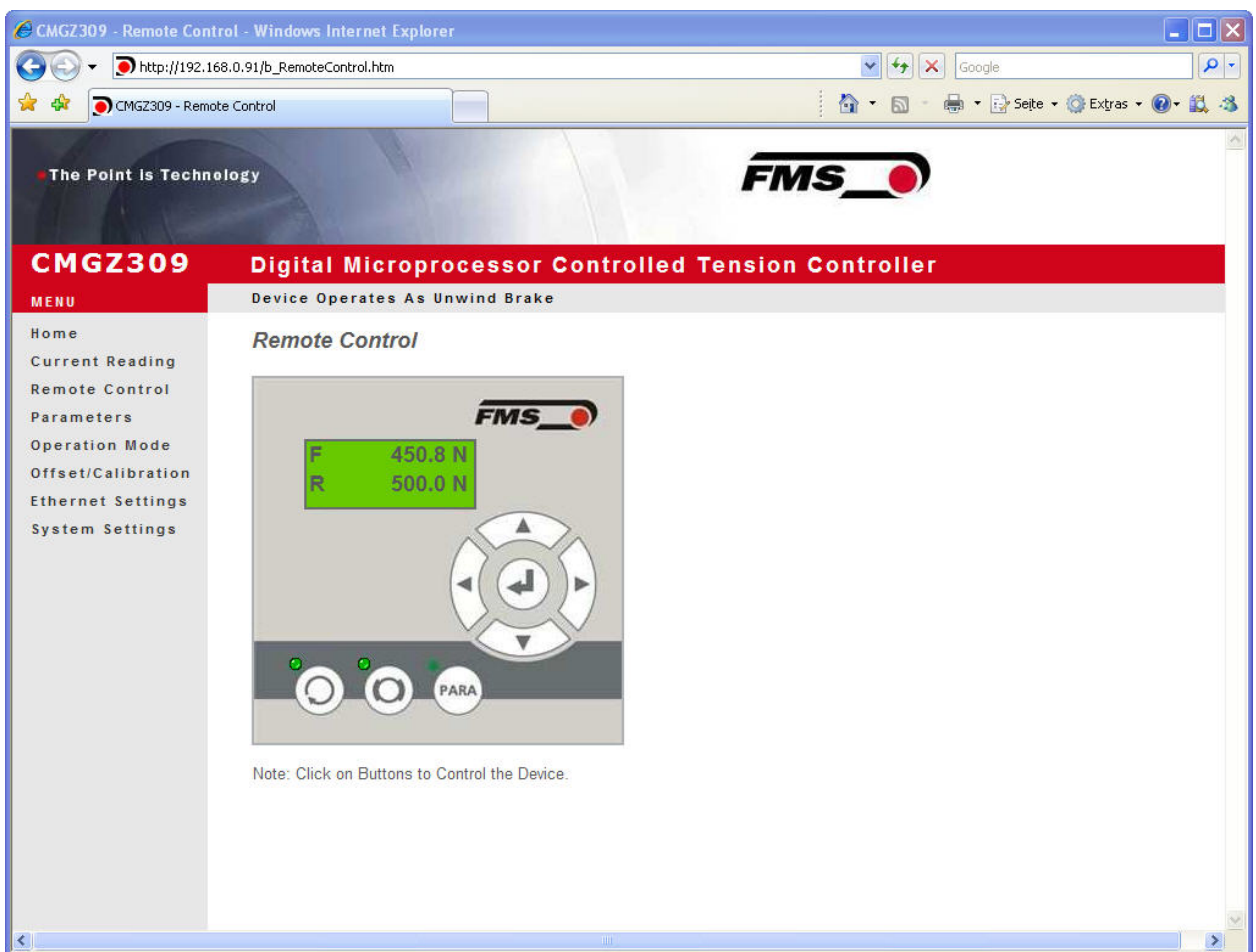 CMGZ309 - Remote Control - Windows Internet Explorer
http://192.168.0.91/b_RemoteControl.htm
Google
CMGZ309 - Remote Control
Seite
Extras
The Point is Technology
FMS
CMGZ309
Digital Microprocessor Controlled Tension Controller
MENU
Device Operates As Unwind Brake
Home
Current Reading
Remote Control
Parameters
Operation Mode
Offset/Calibration
Ethernet Settings
System Settings
Remote Control
FMS
F 450.8 N
R 500.0 N
PARA
Note: Click on Buttons to Control the Device.